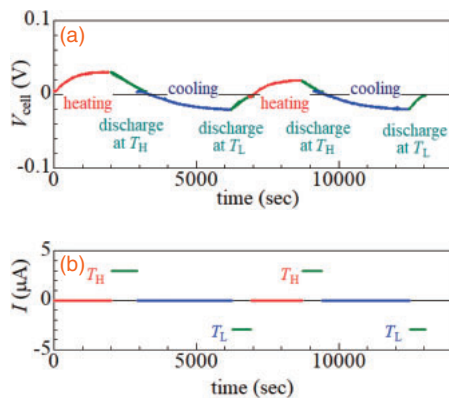 0.1
(a)
V_cell (V)
0
heating
cooling
heating
cooling
discharge
at T_H
discharge
at T_L
discharge
at T_H
discharge
at T_L
-0.1
0
5000
10000
time (sec)
5
(b)
I (μA)
T_H
T_H
0
T_L
T_L
-5
0
5000
10000
time (sec)